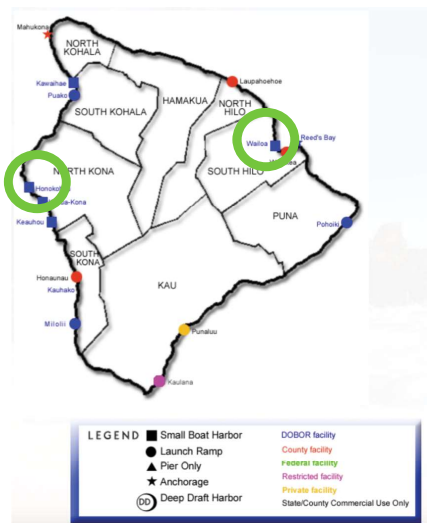 Mahukona
NORTH
KOHALA
Kawaihae
Puako
SOUTH KOHALA
HAMAKUA
Laupahoehoe
NORTH
HILO
Reed's Bay
Wailoa
SOUTH HILO
NORTH KONA
Keauhou
PUNA
Pohoiki
SOUTH
KONA
Honaunau
Kauhako
KAU
Milolii
Punaluu
Kaulana
LEGEND
Small Boat Harbor
Launch Ramp
Pier Only
Anchorage
DD Deep Draft Harbor
DOBOR facility
County facility
Federal facility
Restricted facility
Private facility
State/County Commercial Use Only